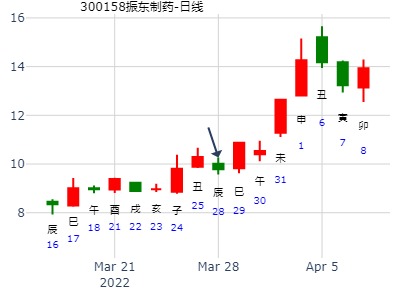 300158振东制药-日线
16
14
12
10
8
辰
16
巳
17
午
18
酉
21
戌
22
亥
23
子
24
丑
25
辰
28
巳
29
午
30
未
31
申
1
丑
6
寅
7
卯
8
Mar 21
2022
Mar 28
Apr 5